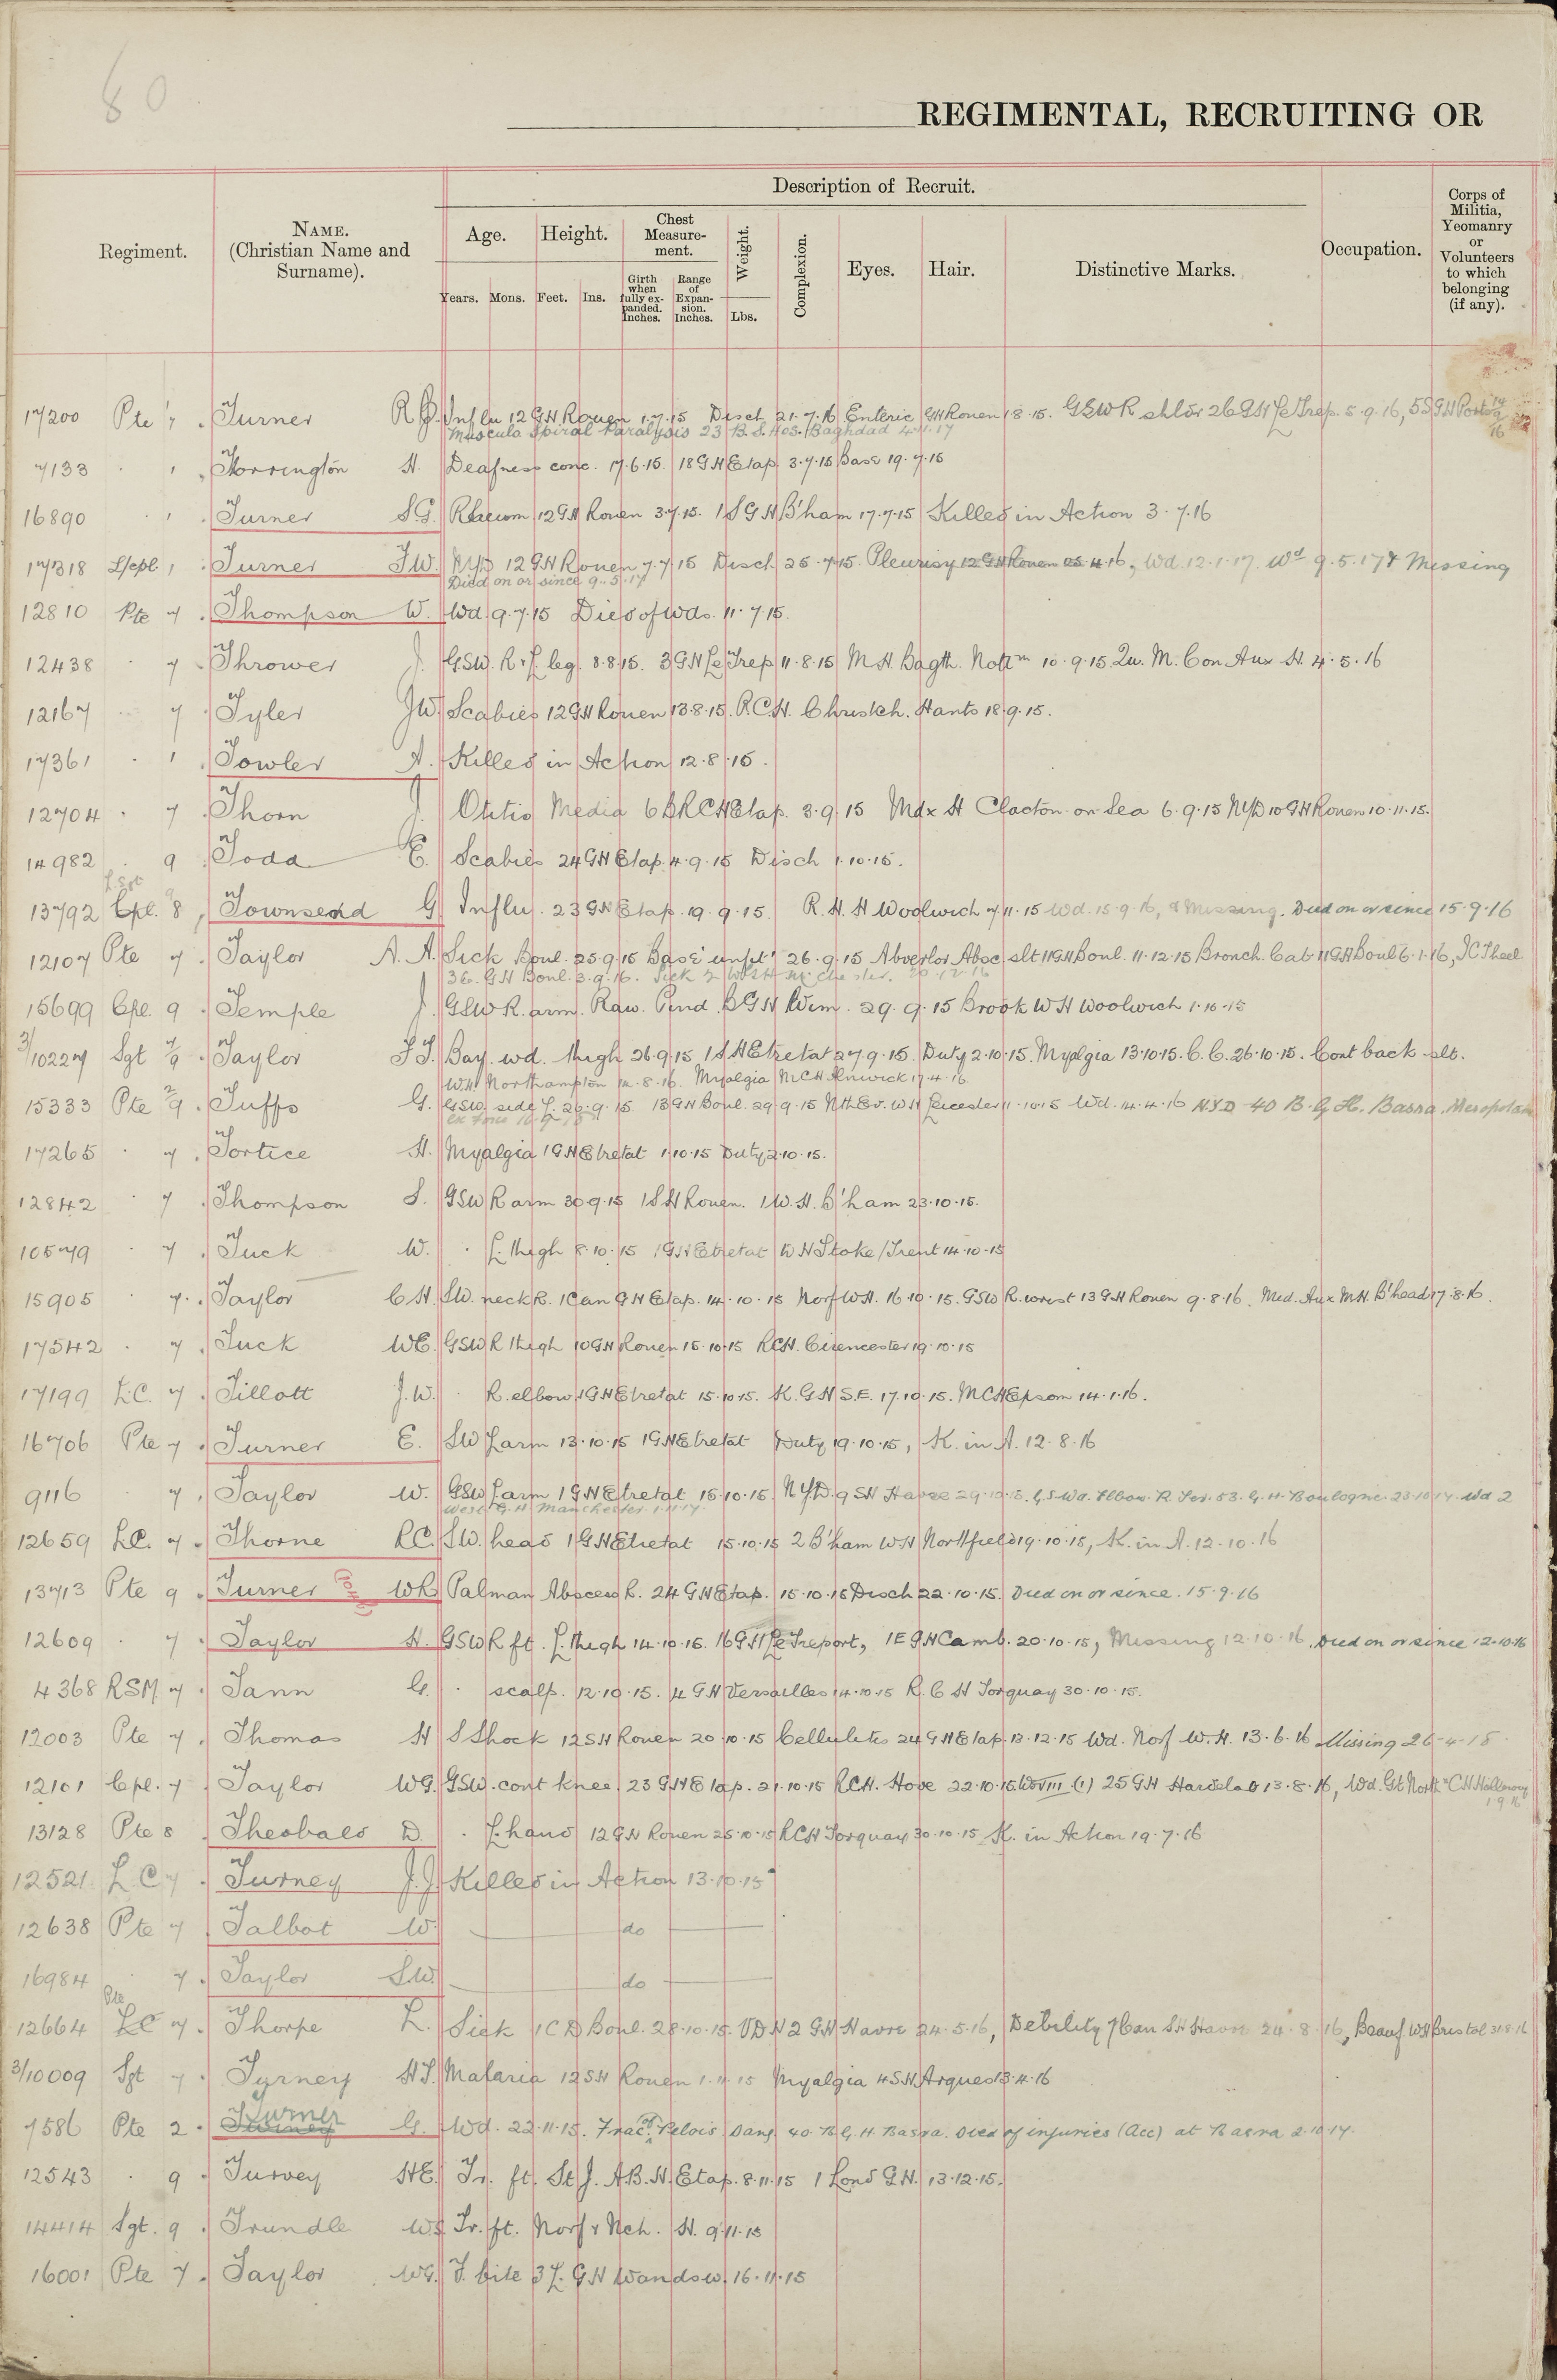 80
REGIMENTAL, RECRUITING OR
Regiment.
NAME.
(Christian Name and
Surname).
Description of Recruit.
Age.
Height.
Chest
Measure-
ment.
Weight.
Complexion.
Eyes.
Hair.
Distinctive Marks.
Occupation.
Corps of
Militia,
Yeomanry
or
Volunteers
to which
belonging
(if any).
Years.
Mons.
Feet.
Ins.
Girth
when
fully ex-
panded.
Inches.
Range
of
Expan-
sion.
Inches.
Lbs.
17200 Pte 7 Turner R Influ 12 GH Rouen 1.7.15 Disch 21.7.15 Enteric GH Rouen 1 8.15. GSW R shldr 26 GH Le Trep. 5.9.16, 5 SGH
Musculo Spiral Paralysis 23 B.S. Hos. Baghdad 4.11.17
7133 Torrington H. Deafness conc. 17.6.15. 18 GH Etap 3.7.15 Base 19.7.15
16890 Turner S.G. 12 GH Rouen 3.7.15. 1 SGH B'ham 17.7.15 Killed in Action 3.7.16
17318 L/cpl Turner F.W. NYD 12 GH Rouen 7.7.15 Disch 25.7.15. Pleurisy 12 GH Rouen 25.4.16, Wd. 12.1.17. Wd 9.5.17 & Missing
Died on or since 9.5.17
12810 Pte 7 Thompson W. Wd. 9.7.15 Died of Wds. 11.7.15.
12438 7 Thrower J. GSW. R & L leg. 8.8.15. 3 GH Le Trep 11.8.15 M.H. Bagth. Nottm 10.9.15. Qu. M. Con Aux H. 4.5.16
12167 7 Tyler JW. Scabies 12 GH Rouen 13.8.15. R.C.H. Christch. Hants 18.9.15.
17361 Towler A. Killed in Action 12.8.15.
12704 7 Thorn J. Otitis Media 6 BRCH Etap. 3.9.15 Mdx H Clacton-on-Sea 6.9.15 NYD 10 GH Rouen 10.11.15.
14982 9 Todd E. Scabies 24 GH Etap. 4.9.15 Disch 1.10.15.
L Sgt
13792 Cpl. 8 Townsend G Influ. 23 GH Etap. 19.9.15. R.H.H Woolwich 7.11.15 Wd. 15.9.16, & Missing. Died on or since 15.9.16
12107 Pte 7 Taylor A. A. Sick Boul. 25.9.15 Base unfit 26.9.15 Absc slt 11 GH Boul. 11.12.15 Bronch. Cat 11 GH Boul 6.1.16,
36. GH Boul. 3.9.16. Sick 2 West H M'chester. 20.12.16
15699 Cpl. 9 Temple J. GSW R. arm. Raw. Pind. BGH Wim. 29.9.15 Brook WH Woolwich 1.10.15
3/10227 Sgt 7/9 Taylor F.J. Bay. wd. thigh 26.9.15 1 SH Etretat 27.9.15. Duty 2.10.15. Myalgia 13.10.15. C.C. 26.10.15. Cont back slt.
WH Northampton 14.8.16. Myalgia MCH Alnwick 17.4.16
15333 Pte 2/9 Tuffs G. GSW side L. 26.9.15 13 GH Boul. 29.9.15 Nth Ev. WH Leicester 11.10.15 Wd. 14.4.16 N.Y.D 40 B.G.H. Basra. Mesopotam
17265 7 Tortice H. Myalgia 1 GH Etretat 1.10.15 Duty 2.10.15.
12842 7 Thompson S. GSW R arm 30.9.15 1 SH Rouen. 1 W.H. B'ham 23.10.15.
10579 7 Tuck W. L. thigh 8.10.15 1 GH Etretat W H Stoke/Trent 14.10.15
15905 7 Taylor C H. SW. neck R. 1 Can GH Etap. 14.10.15 Norf W.H. 16.10.15. GSW R. wrist 13 GH Rouen 9.8.16. Med. Aux MH. B'head 17.8.16.
17542 7 Tuck WE. GSW R thigh 10 GH Rouen 15.10.15 RCH. Cirencester 19.10.15
17199 L.C. 7 Tillott J.W. R. elbow 1 GH Etretat 15.10.15. K.G.H S.E. 17.10.15. MCH Epsom 14.1.16.
16706 Pte 7 Turner E. SW L arm 13.10.15 1 GH Etretat Duty 19.10.15, K. in A. 12.8.16
9116 7 Taylor W. GSW L arm 1 GH Etretat 15.10.15 NYD. 9 SH Havre 29.12.15. G.S.Wd. Elbow. R Sev. 53. G.H. Boulogne 23.10.17. Wd 2
West G.H Manchester 1.11.17
12659 LC. 7 Thorne RC. SW. head 1 GH Etretat 15.10.15 2 B'ham WH Northfield 19.10.15, K. in A. 12.10.16
13713 Pte 9 Turner WR Palman Abscess R. 24 GH Etap. 15.10.15 Disch 22.10.15. Died on or since. 15.9.16
12609 7 Taylor H. GSW R ft. L. thigh 14.10.15. 16 GH Le Treport, 1 E GH Camb. 20.10.15, Missing 12.10.16. Died on or since 12.10.16
4368 RSM 7 Tann G. scalp. 12.10.15. 4 GH Versailles 14.10.15 R.C H Torquay 30.10.15.
12003 Pte 7 Thomas H S Shock 12 SH Rouen 20.10.15 Cellulitis 24 GH Etap. 13.12.15 Wd. Norf W.H. 13.6.16 Missing 26-4-18
12101 Cpl. 7 Taylor WG. GSW. cont knee. 23 GH Etap. 21.10.15 RCH. Hove 22.10.15. (1) 25 GH Hardelot 13.8.16, Wd. Gt North C H Holloway
1.9.16
13128 Pte 8 Theobald D. L. hand 12 GH Rouen 25.10.15 RCH Torquay 30.10.15 K. in Action 19.7.16
12521 L C 7 Turney J.J. Killed in Action 13.10.15
12638 Pte 7 Talbot W. do
16984 7 Taylor S.W. do
Pte
12664 LC 7 Thorpe L. Sick 1 CD Boul. 28.10.15. VDH 2 GH Havre 24.5.16, Debility 7 Can SH Havre 24.8.16, Beauf WH Bristol 31.8.16
3/10009 Sgt 7 Tyrney H.T. Malaria 12 SH Rouen 1.11.15 Myalgia 4 SH Arques 13.4.16
7586 Pte 2 Turner G. Wd. 22.11.15. Frac of Pelvis Dang 40. B.G.H. Basra. Died of injuries (Acc) at Basra 2.10.17.
12543 9 Turvey HE. Tr. ft. St J. AB.H. Etap. 8.11.15 1 Lond G.H. 13.12.15.
14414 Sgt. 9 Trundle WS. Tr. ft. Norf & Nch. H. 9.11.15
16001 Pte 7 Taylor WG. F. bite 3 L. GH Wandsw. 16.11.15